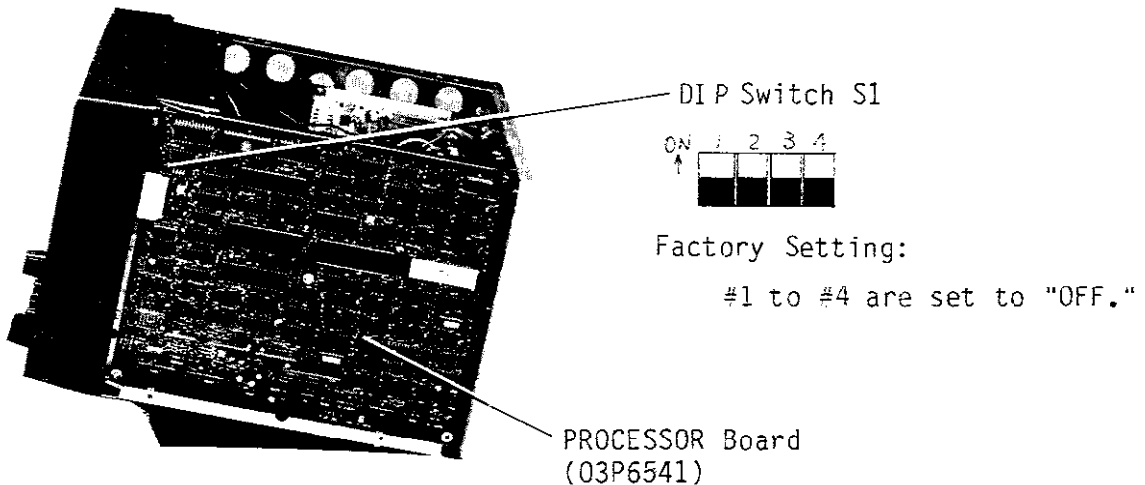 DIP Switch S1
ON 1 2 3 4
Factory Setting:
#1 to #4 are set to "OFF."
PROCESSOR Board
(03P6541)